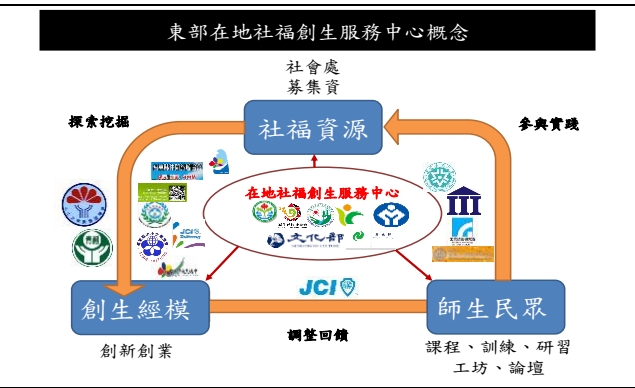 東部在地社福創生服務中心概念
社會處
募集資
探索挖掘
社福資源
參與實踐
在地社福創生服務中心
文化部
JCI
創生經模
JCI
師生民眾
創新創業
調整回饋
課程、訓練、研習
工坊、論壇